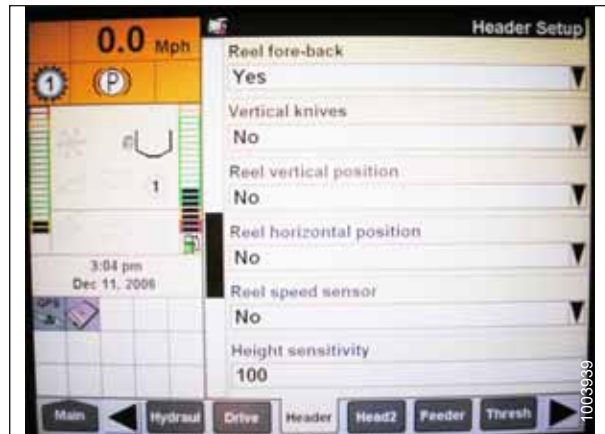 0.0 Mph
Header Setup
Reel fore-back
Yes
1
(P)
Vertical knives
No
Reel vertical position
1
No
Reel horizontal position
No
3:04 pm
Dec 11, 2006
Reel speed sensor
GPS
No
Height sensitivity
100
Main
Hydraul
Drive
Header
Head2
Feeder
Thresh
1003939